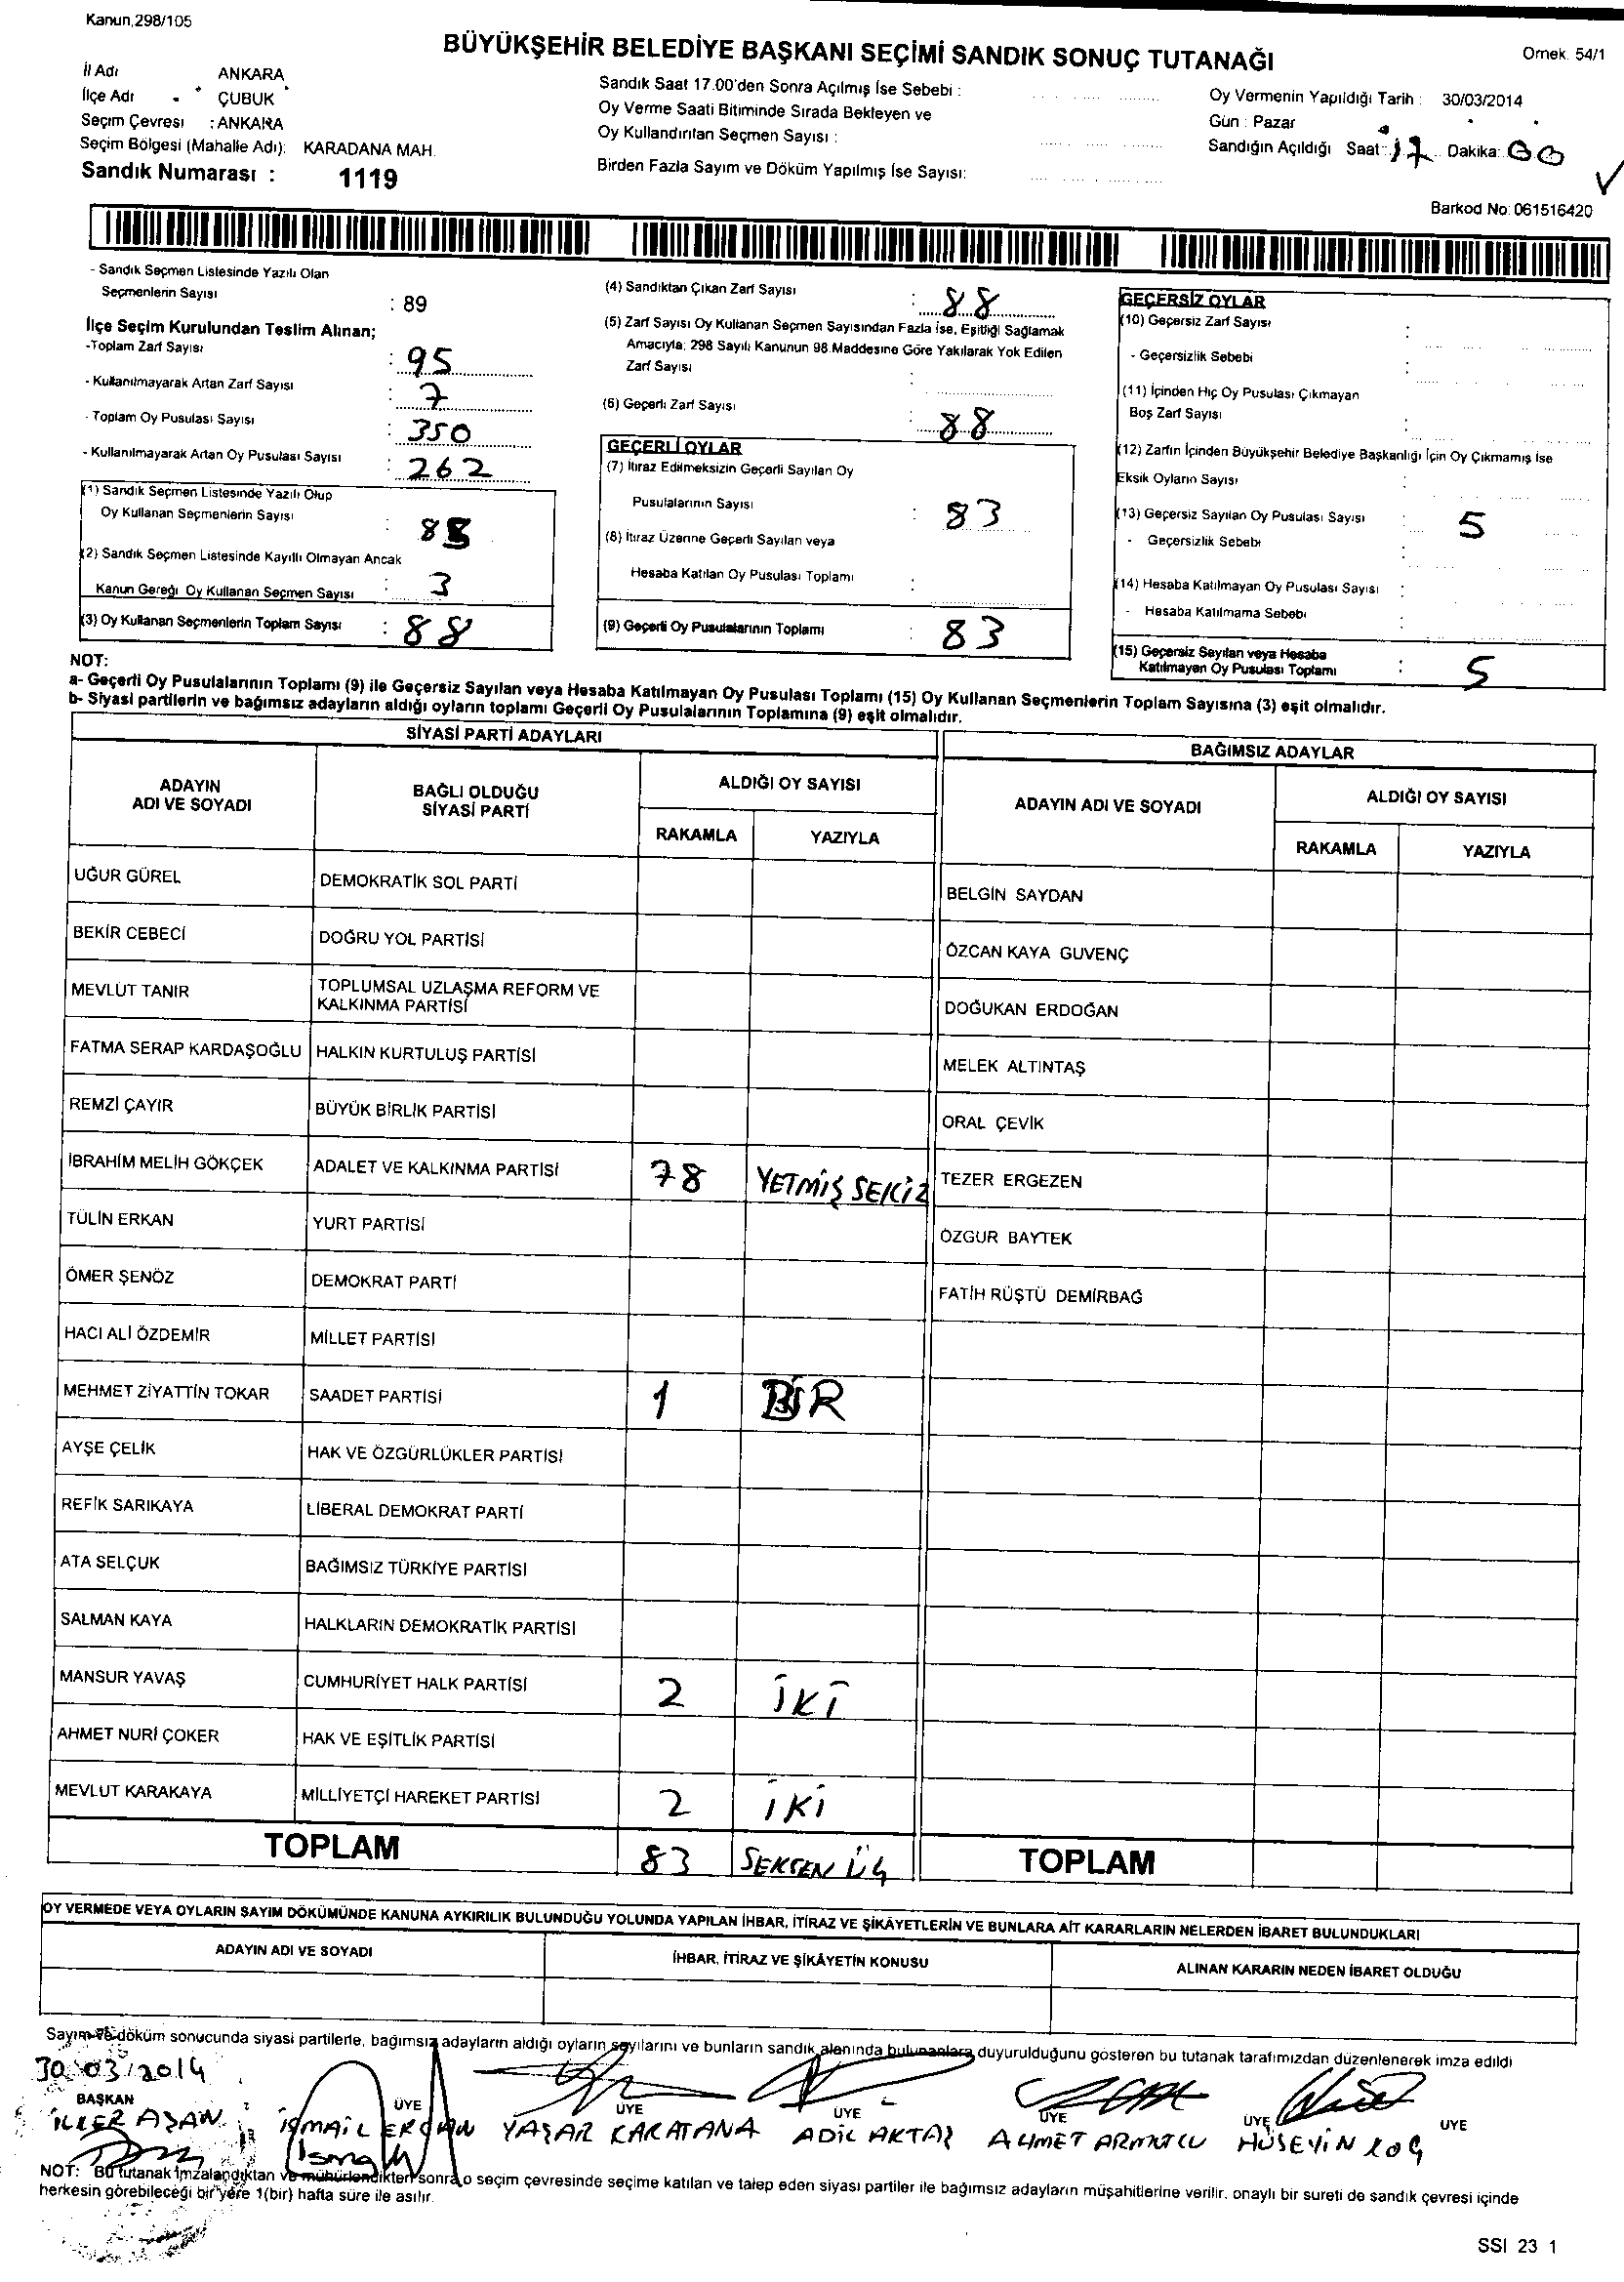 Kanun,298/105
BÜYÜKŞEHİR BELEDİYE BAŞKANI SEÇİMİ SANDIK SONUÇ TUTANAĞI
Ornek. 54/1
İl Adı ANKARA
İlçe Adı ÇUBUK
Seçim Çevresi : ANKARA
Seçim Bölgesi (Mahalle Adı): KARADANA MAH.
Sandık Numarası : 1119
Sandık Saat 17.00'den Sonra Açılmış İse Sebebi :
Oy Verme Saati Bitiminde Sırada Bekleyen ve
Oy Kullandırılan Seçmen Sayısı :
Birden Fazla Sayım ve Döküm Yapılmış İse Sayısı:
Oy Vermenin Yapıldığı Tarih : 30/03/2014
Gün : Pazar
Sandığın Açıldığı Saat: 17 Dakika: 00
Barkod No: 061516420
- Sandık Seçmen Listesinde Yazılı Olan
Seçmenlerin Sayısı : 89
İlçe Seçim Kurulundan Teslim Alınan;
-Toplam Zarf Sayısı : 95
- Kullanılmayarak Artan Zarf Sayısı : 7
- Toplam Oy Pusulası Sayısı : 350
- Kullanılmayarak Artan Oy Pusulası Sayısı : 262
(1) Sandık Seçmen Listesinde Yazılı Olup
Oy Kullanan Seçmenlerin Sayısı :
(2) Sandık Seçmen Listesinde Kayıtlı Olmayan Ancak
Kanun Gereği Oy Kullanan Seçmen Sayısı : 3
(3) Oy Kullanan Seçmenlerin Toplam Sayısı : 88
(4) Sandıktan Çıkan Zarf Sayısı : 88
(5) Zarf Sayısı Oy Kullanan Seçmen Sayısından Fazla İse, Eşitliği Sağlamak
Amacıyla; 298 Sayılı Kanunun 98.Maddesine Göre Yakılarak Yok Edilen
Zarf Sayısı :
(6) Geçerli Zarf Sayısı : 88
GEÇERLİ OYLAR
(7) İtiraz Edilmeksizin Geçerli Sayılan Oy
Pusulalarının Sayısı : 83
(8) İtiraz Üzerine Geçerli Sayılan veya
Hesaba Katılan Oy Pusulası Toplamı :
(9) Geçerli Oy Pusulalarının Toplamı : 83
GEÇERSİZ OYLAR
(10) Geçersiz Zarf Sayısı :
- Geçersizlik Sebebi :
(11) İçinden Hiç Oy Pusulası Çıkmayan
Boş Zarf Sayısı :
(12) Zarfın İçinden Büyükşehir Belediye Başkanlığı İçin Oy Çıkmamış İse
Eksik Oyların Sayısı :
(13) Geçersiz Sayılan Oy Pusulası Sayısı : 5
- Geçersizlik Sebebi :
(14) Hesaba Katılmayan Oy Pusulası Sayısı :
- Hesaba Katılmama Sebebi :
(15) Geçersiz Sayılan veya Hesaba
Katılmayan Oy Pusulası Toplamı : 5
NOT:
a- Geçerli Oy Pusulalarının Toplamı (9) ile Geçersiz Sayılan veya Hesaba Katılmayan Oy Pusulası Toplamı (15) Oy Kullanan Seçmenlerin Toplam Sayısına (3) eşit olmalıdır.
b- Siyasi partilerin ve bağımsız adayların aldığı oyların toplamı Geçerli Oy Pusulalarının Toplamına (9) eşit olmalıdır.
SİYASİ PARTİ ADAYLARI
ADAYIN ADI VE SOYADI BAĞLI OLDUĞU SİYASİ PARTİ ALDIĞI OY SAYISI
RAKAMLA YAZIYLA
UĞUR GÜREL DEMOKRATİK SOL PARTİ
BEKİR CEBECİ DOĞRU YOL PARTİSİ
MEVLÜT TANIR TOPLUMSAL UZLAŞMA REFORM VE KALKINMA PARTİSİ
FATMA SERAP KARDAŞOĞLU HALKIN KURTULUŞ PARTİSİ
REMZİ ÇAYIR BÜYÜK BİRLİK PARTİSİ
İBRAHİM MELİH GÖKÇEK ADALET VE KALKINMA PARTİSİ 78 YETMİŞ SEKİZ
TÜLİN ERKAN YURT PARTİSİ
ÖMER ŞENÖZ DEMOKRAT PARTİ
HACI ALİ ÖZDEMİR MİLLET PARTİSİ
MEHMET ZİYATTİN TOKAR SAADET PARTİSİ 1 BİR
AYŞE ÇELİK HAK VE ÖZGÜRLÜKLER PARTİSİ
REFİK SARIKAYA LİBERAL DEMOKRAT PARTİ
ATA SELÇUK BAĞIMSIZ TÜRKİYE PARTİSİ
SALMAN KAYA HALKLARIN DEMOKRATİK PARTİSİ
MANSUR YAVAŞ CUMHURİYET HALK PARTİSİ 2 İKİ
AHMET NURİ ÇOKER HAK VE EŞİTLİK PARTİSİ
MEVLUT KARAKAYA MİLLİYETÇİ HAREKET PARTİSİ 2 İKİ
TOPLAM 83 SEKSEN ÜÇ
BAĞIMSIZ ADAYLAR
ADAYIN ADI VE SOYADI ALDIĞI OY SAYISI
RAKAMLA YAZIYLA
BELGİN SAYDAN
ÖZCAN KAYA GUVENÇ
DOĞUKAN ERDOĞAN
MELEK ALTINTAŞ
ORAL ÇEVİK
TEZER ERGEZEN
ÖZGUR BAYTEK
FATİH RÜŞTÜ DEMİRBAĞ
TOPLAM
OY VERMEDE VEYA OYLARIN SAYIM DÖKÜMÜNDE KANUNA AYKIRILIK BULUNDUĞU YOLUNDA YAPILAN İHBAR, İTİRAZ VE ŞİKÂYETLERİN VE BUNLARA AİT KARARLARIN NELERDEN İBARET BULUNDUKLARI
ADAYIN ADI VE SOYADI İHBAR, İTİRAZ VE ŞİKÂYETİN KONUSU ALINAN KARARIN NEDEN İBARET OLDUĞU
Sayım ve döküm sonucunda siyasi partilerle, bağımsız adayların aldığı oyların sayılarını ve bunların sandık alanında bulunanlara duyurulduğunu gösteren bu tutanak tarafımızdan düzenlenerek imza edildi
30.03.2014
BAŞKAN ÜYE ÜYE ÜYE ÜYE ÜYE ÜYE
İLKER AŞAN İSMAİL ERCAN YAŞAR KARATANA ADİL AKTAŞ AHMET ARMUTLU HÜSEYİN KOÇ
NOT: Bu tutanak imzalandıktan ve mühürlendikten sonra o seçim çevresinde seçime katılan ve talep eden siyasi partiler ile bağımsız adayların müşahitlerine verilir, onaylı bir sureti de sandık çevresi içinde
herkesin görebileceği bir yere 1(bir) hafta süre ile asılır.
SSI 23 1